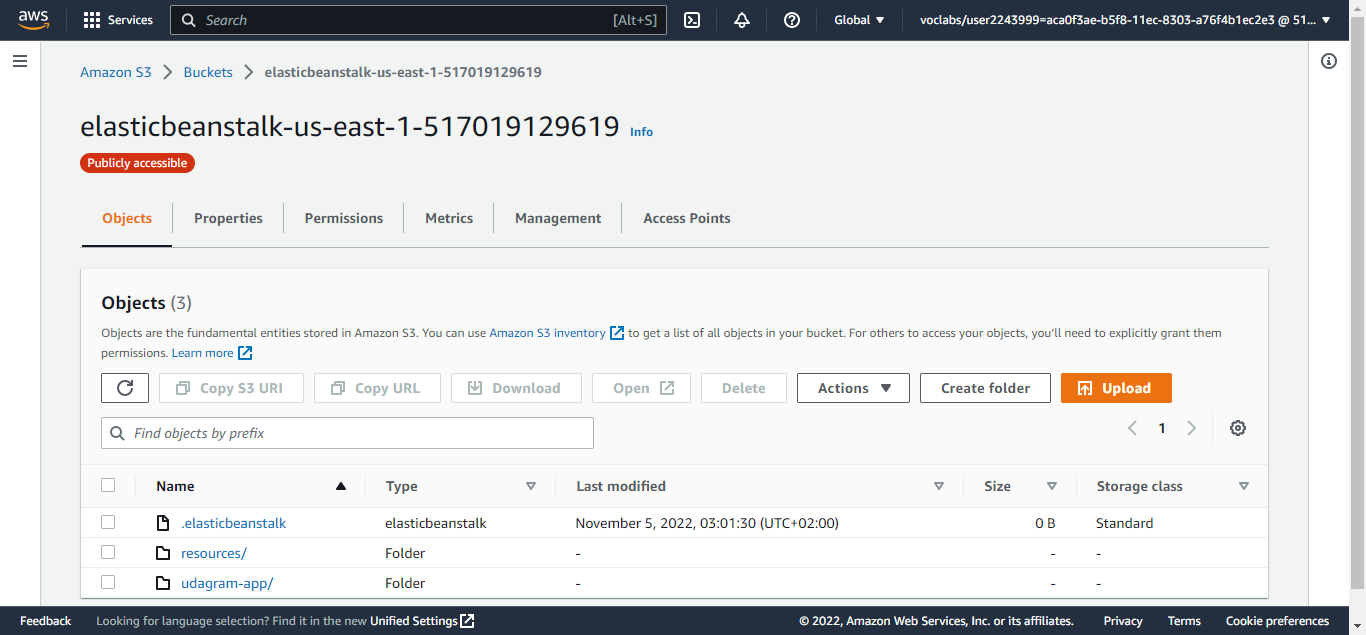 aws Services Search [Alt+S] Global voclabs/user2243999=aca0f3ae-b5f8-11ec-8303-a76f4b1ec2e3 @ 51...
Amazon S3 Buckets elasticbeanstalk-us-east-1-517019129619
elasticbeanstalk-us-east-1-517019129619 Info
Publicly accessible
Objects Properties Permissions Metrics Management Access Points
Objects (3)
Objects are the fundamental entities stored in Amazon S3. You can use Amazon S3 inventory to get a list of all objects in your bucket. For others to access your objects, you'll need to explicitly grant them
permissions. Learn more
Copy S3 URI Copy URL Download Open Delete Actions Create folder Upload
Find objects by prefix 1
Name Type Last modified Size Storage class
.elasticbeanstalk elasticbeanstalk November 5, 2022, 03:01:30 (UTC+02:00) 0 B Standard
resources/ Folder - - -
udagram-app/ Folder - - -
Feedback Looking for language selection? Find it in the new Unified Settings © 2022, Amazon Web Services, Inc. or its affiliates. Privacy Terms Cookie preferences